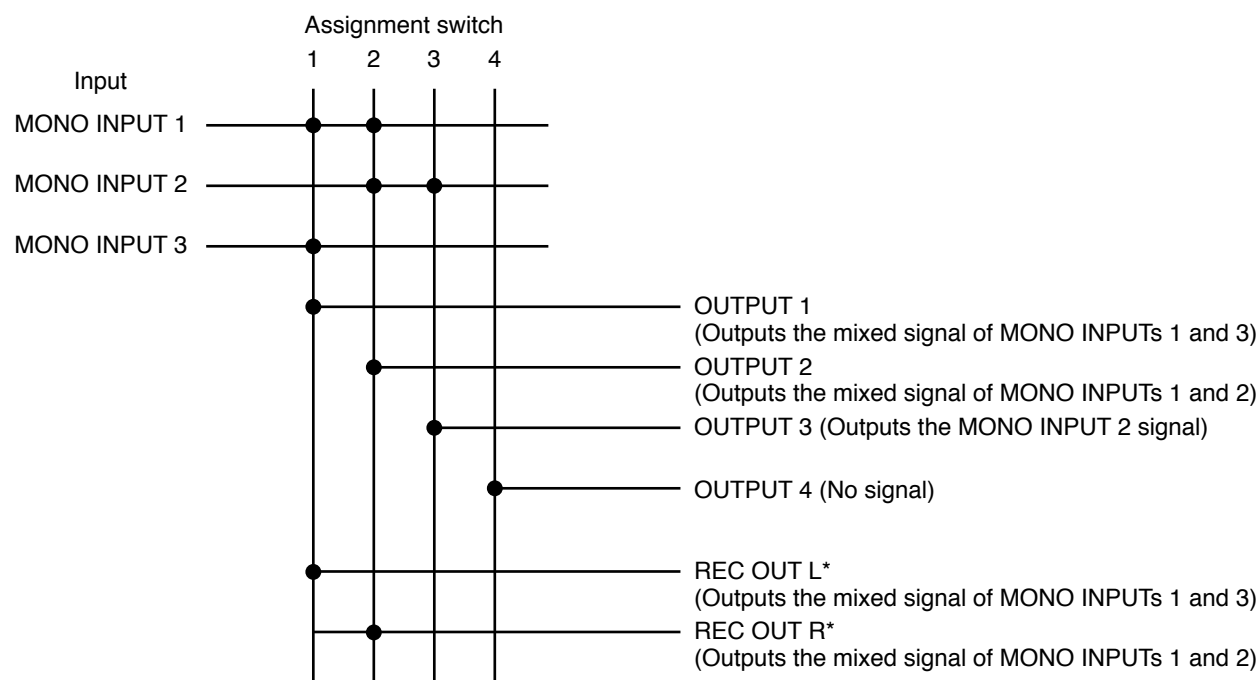 Assignment switch
1 2 3 4
Input
MONO INPUT 1
MONO INPUT 2
MONO INPUT 3
OUTPUT 1
(Outputs the mixed signal of MONO INPUTs 1 and 3)
OUTPUT 2
(Outputs the mixed signal of MONO INPUTs 1 and 2)
OUTPUT 3 (Outputs the MONO INPUT 2 signal)
OUTPUT 4 (No signal)
REC OUT L*
(Outputs the mixed signal of MONO INPUTs 1 and 3)
REC OUT R*
(Outputs the mixed signal of MONO INPUTs 1 and 2)